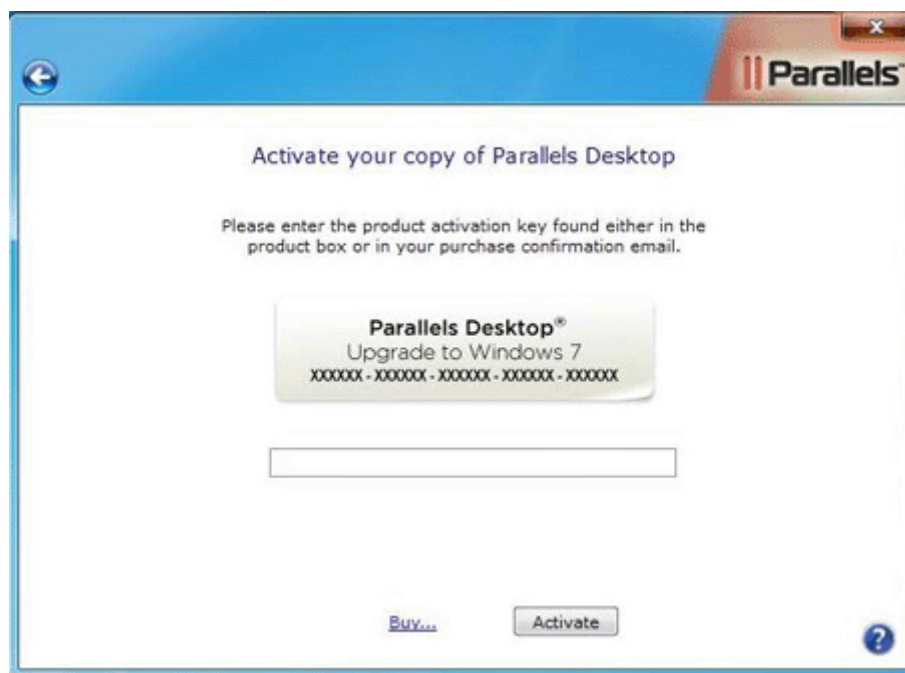 Parallels™
Activate your copy of Parallels Desktop
Please enter the product activation key found either in the
product box or in your purchase confirmation email.
Parallels Desktop®
Upgrade to Windows 7
XXXXXX - XXXXXX - XXXXXX - XXXXXX - XXXXXX
Buy...
Activate
?